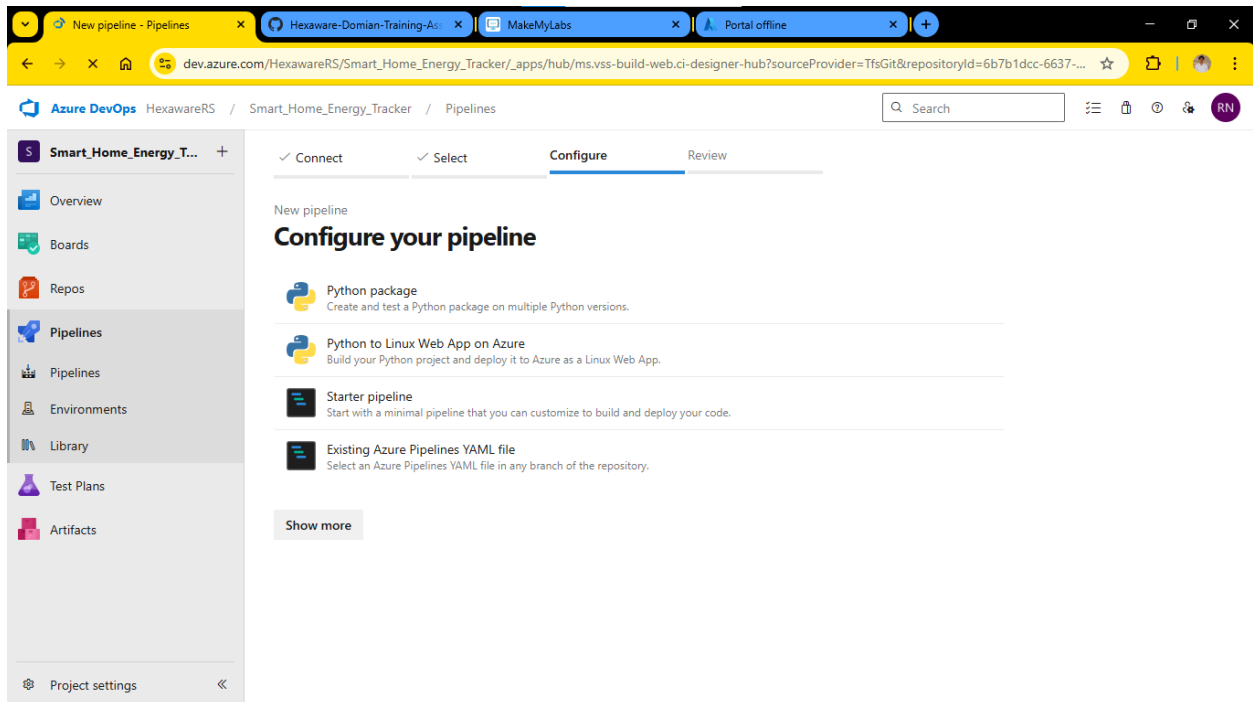 New pipeline - Pipelines
Hexaware-Domian-Training-Ass
MakeMyLabs
Portal offline
dev.azure.com/HexawareRS/Smart_Home_Energy_Tracker/_apps/hub/ms.vss-build-web.ci-designer-hub?sourceProvider=TfsGit&repositoryId=6b7b1dcc-6637-...
Azure DevOps HexawareRS / Smart_Home_Energy_Tracker / Pipelines
Search
RN
S Smart_Home_Energy_T...
Overview
Boards
Repos
Pipelines
Pipelines
Environments
Library
Test Plans
Artifacts
Project settings
Connect
Select
Configure
Review
New pipeline
Configure your pipeline
Python package
Create and test a Python package on multiple Python versions.
Python to Linux Web App on Azure
Build your Python project and deploy it to Azure as a Linux Web App.
Starter pipeline
Start with a minimal pipeline that you can customize to build and deploy your code.
Existing Azure Pipelines YAML file
Select an Azure Pipelines YAML file in any branch of the repository.
Show more